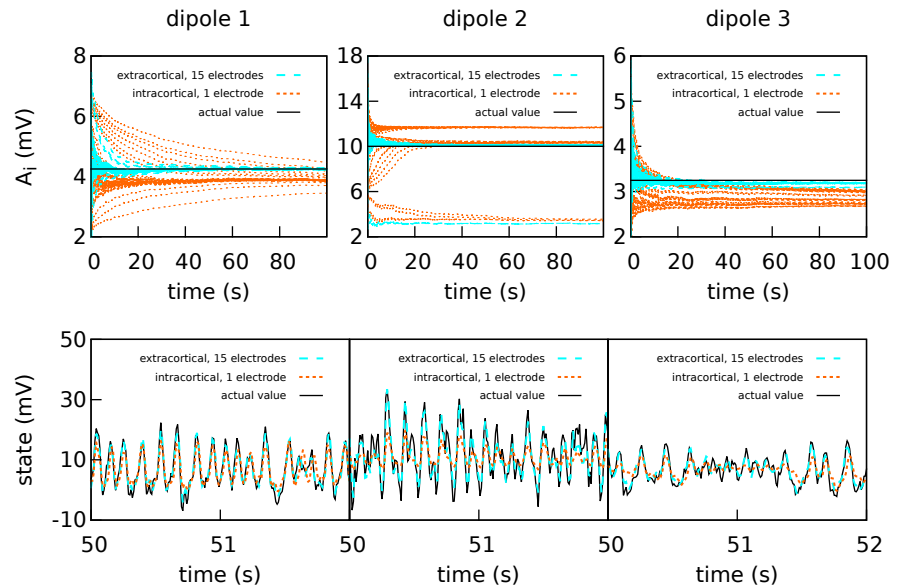 dipole 1 dipole 2 dipole 3
8 18 6
extracortical, 15 electrodes extracortical, 15 electrodes extracortical, 15 electrodes
intracortical, 1 electrode intracortical, 1 electrode intracortical, 1 electrode
actual value actual value actual value
14 5
6
A_i (mV)
10 4
4
6 3
2 2 2
0 20 40 60 80 0 20 40 60 80 0 20 40 60 80 100
time (s) time (s) time (s)
50
extracortical, 15 electrodes extracortical, 15 electrodes extracortical, 15 electrodes
intracortical, 1 electrode intracortical, 1 electrode intracortical, 1 electrode
actual value actual value actual value
30
state (mV)
10
-10
50 51 50 51 50 51 52
time (s) time (s) time (s)